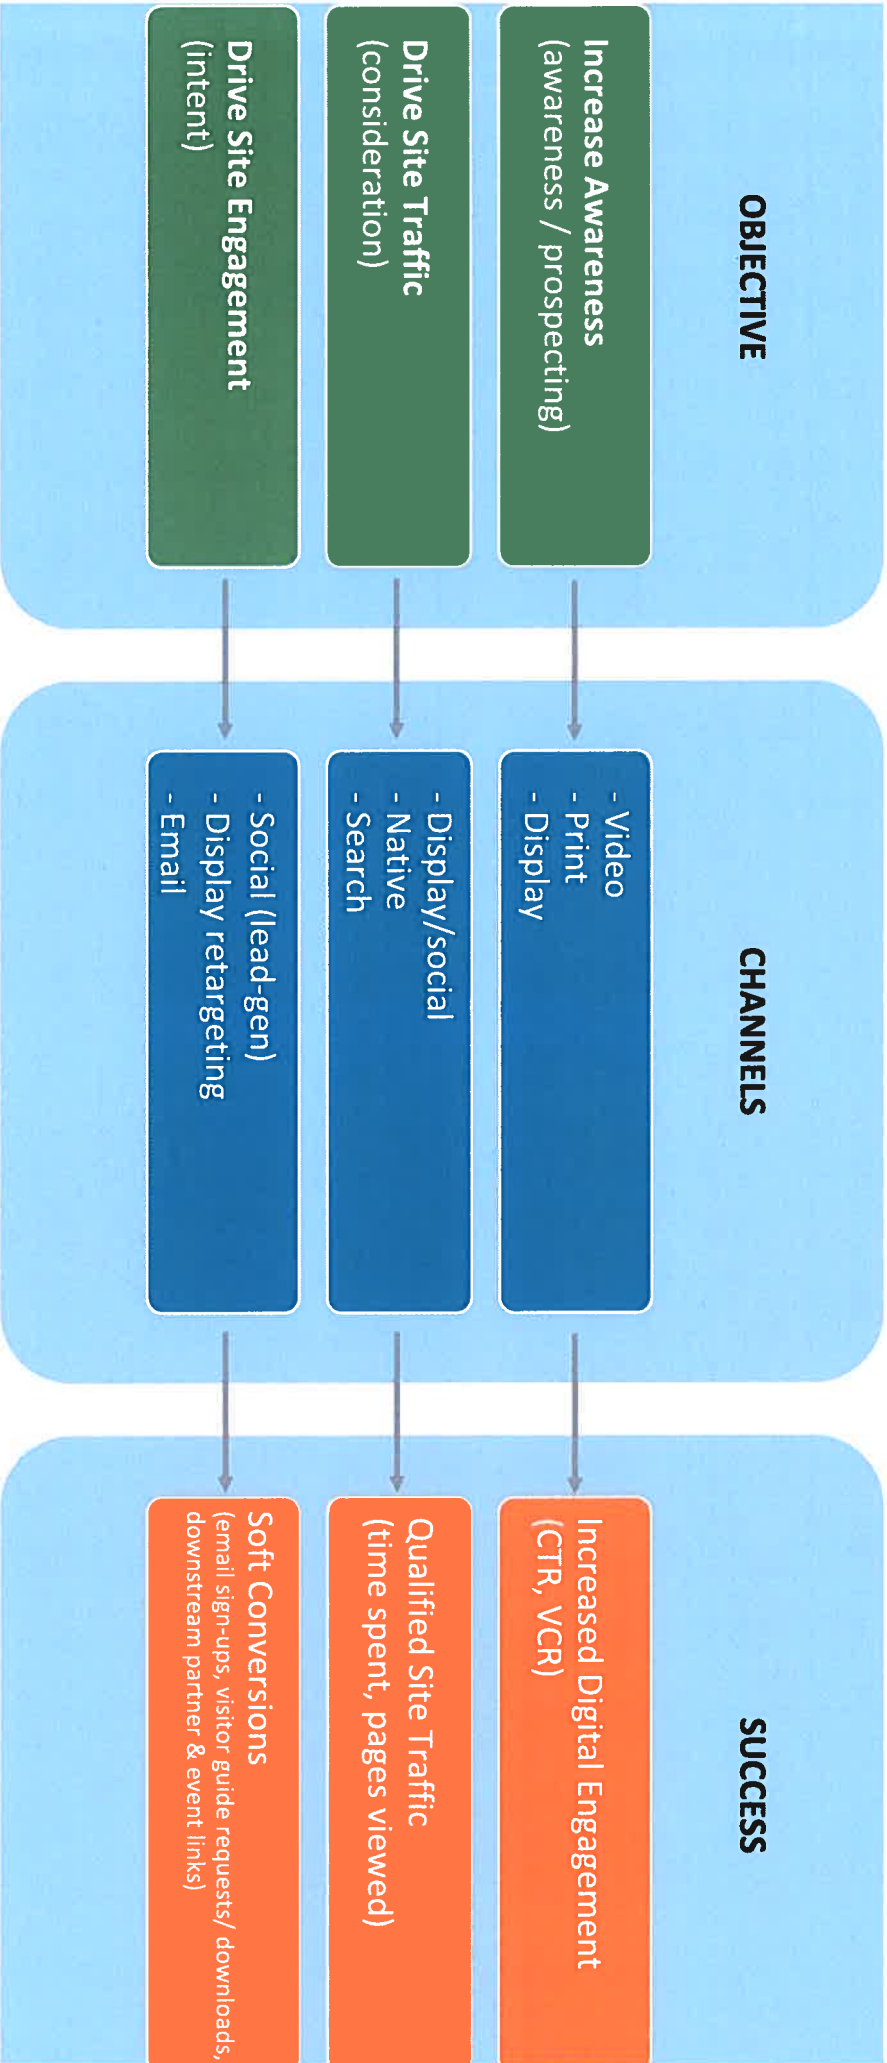 OBJECTIVE
Increase Awareness
(awareness / prospecting)
Drive Site Traffic
(consideration)
Drive Site Engagement
(intent)
CHANNELS
- Video
- Print
- Display
- Display/social
- Native
- Search
- Social (lead-gen)
- Display retargeting
- Email
SUCCESS
Increased Digital Engagement
(CTR, VCR)
Qualified Site Traffic
(time spent, pages viewed)
Soft Conversions
(email sign-ups, visitor guide requests/ downloads,
downstream partner & event links)